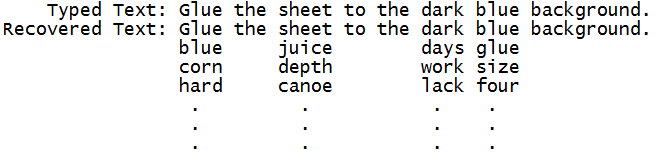 Typed Text: Glue the sheet to the dark blue background.
Recovered Text: Glue the sheet to the dark blue background.
blue juice days glue
corn depth work size
hard canoe lack four
. . . .
. . . .
. . . .